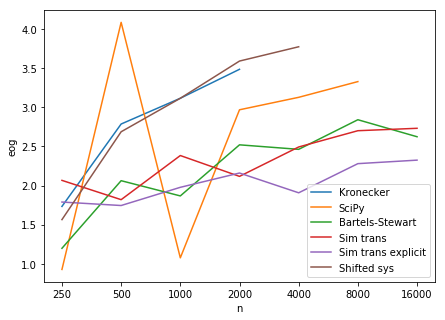 4.0
3.5
3.0
2.5
2.0
1.5
1.0
eog
250 500 1000 2000 4000 8000 16000
n
Kronecker
SciPy
Bartels-Stewart
Sim trans
Sim trans explicit
Shifted sys